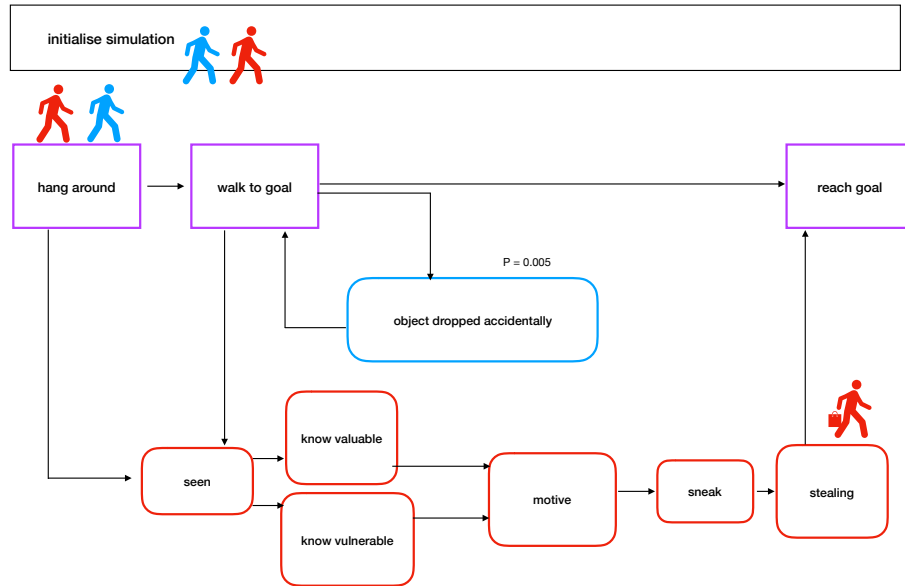 initialise simulation
hang around
walk to goal
reach goal
P = 0.005
object dropped accidentally
know valuable
seen
motive
sneak
stealing
know vulnerable